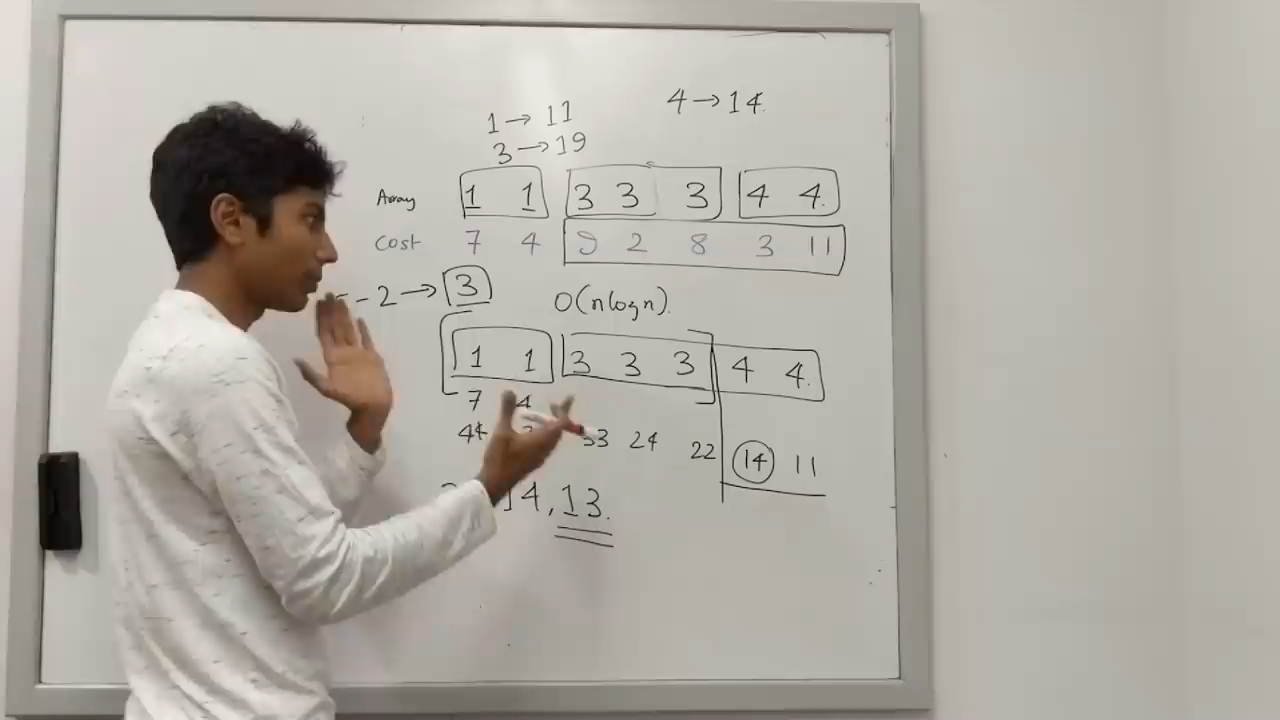 4 → 14.
1 → 11
3 → 19
Array 1 1 3 3 3 4 4.
Cost 7 4 9 2 8 3 11
- 2 → 3
O(nlogn).
1 1 3 3 3 4 4.
7 4
44 33 24 22 14 11
14, 13.